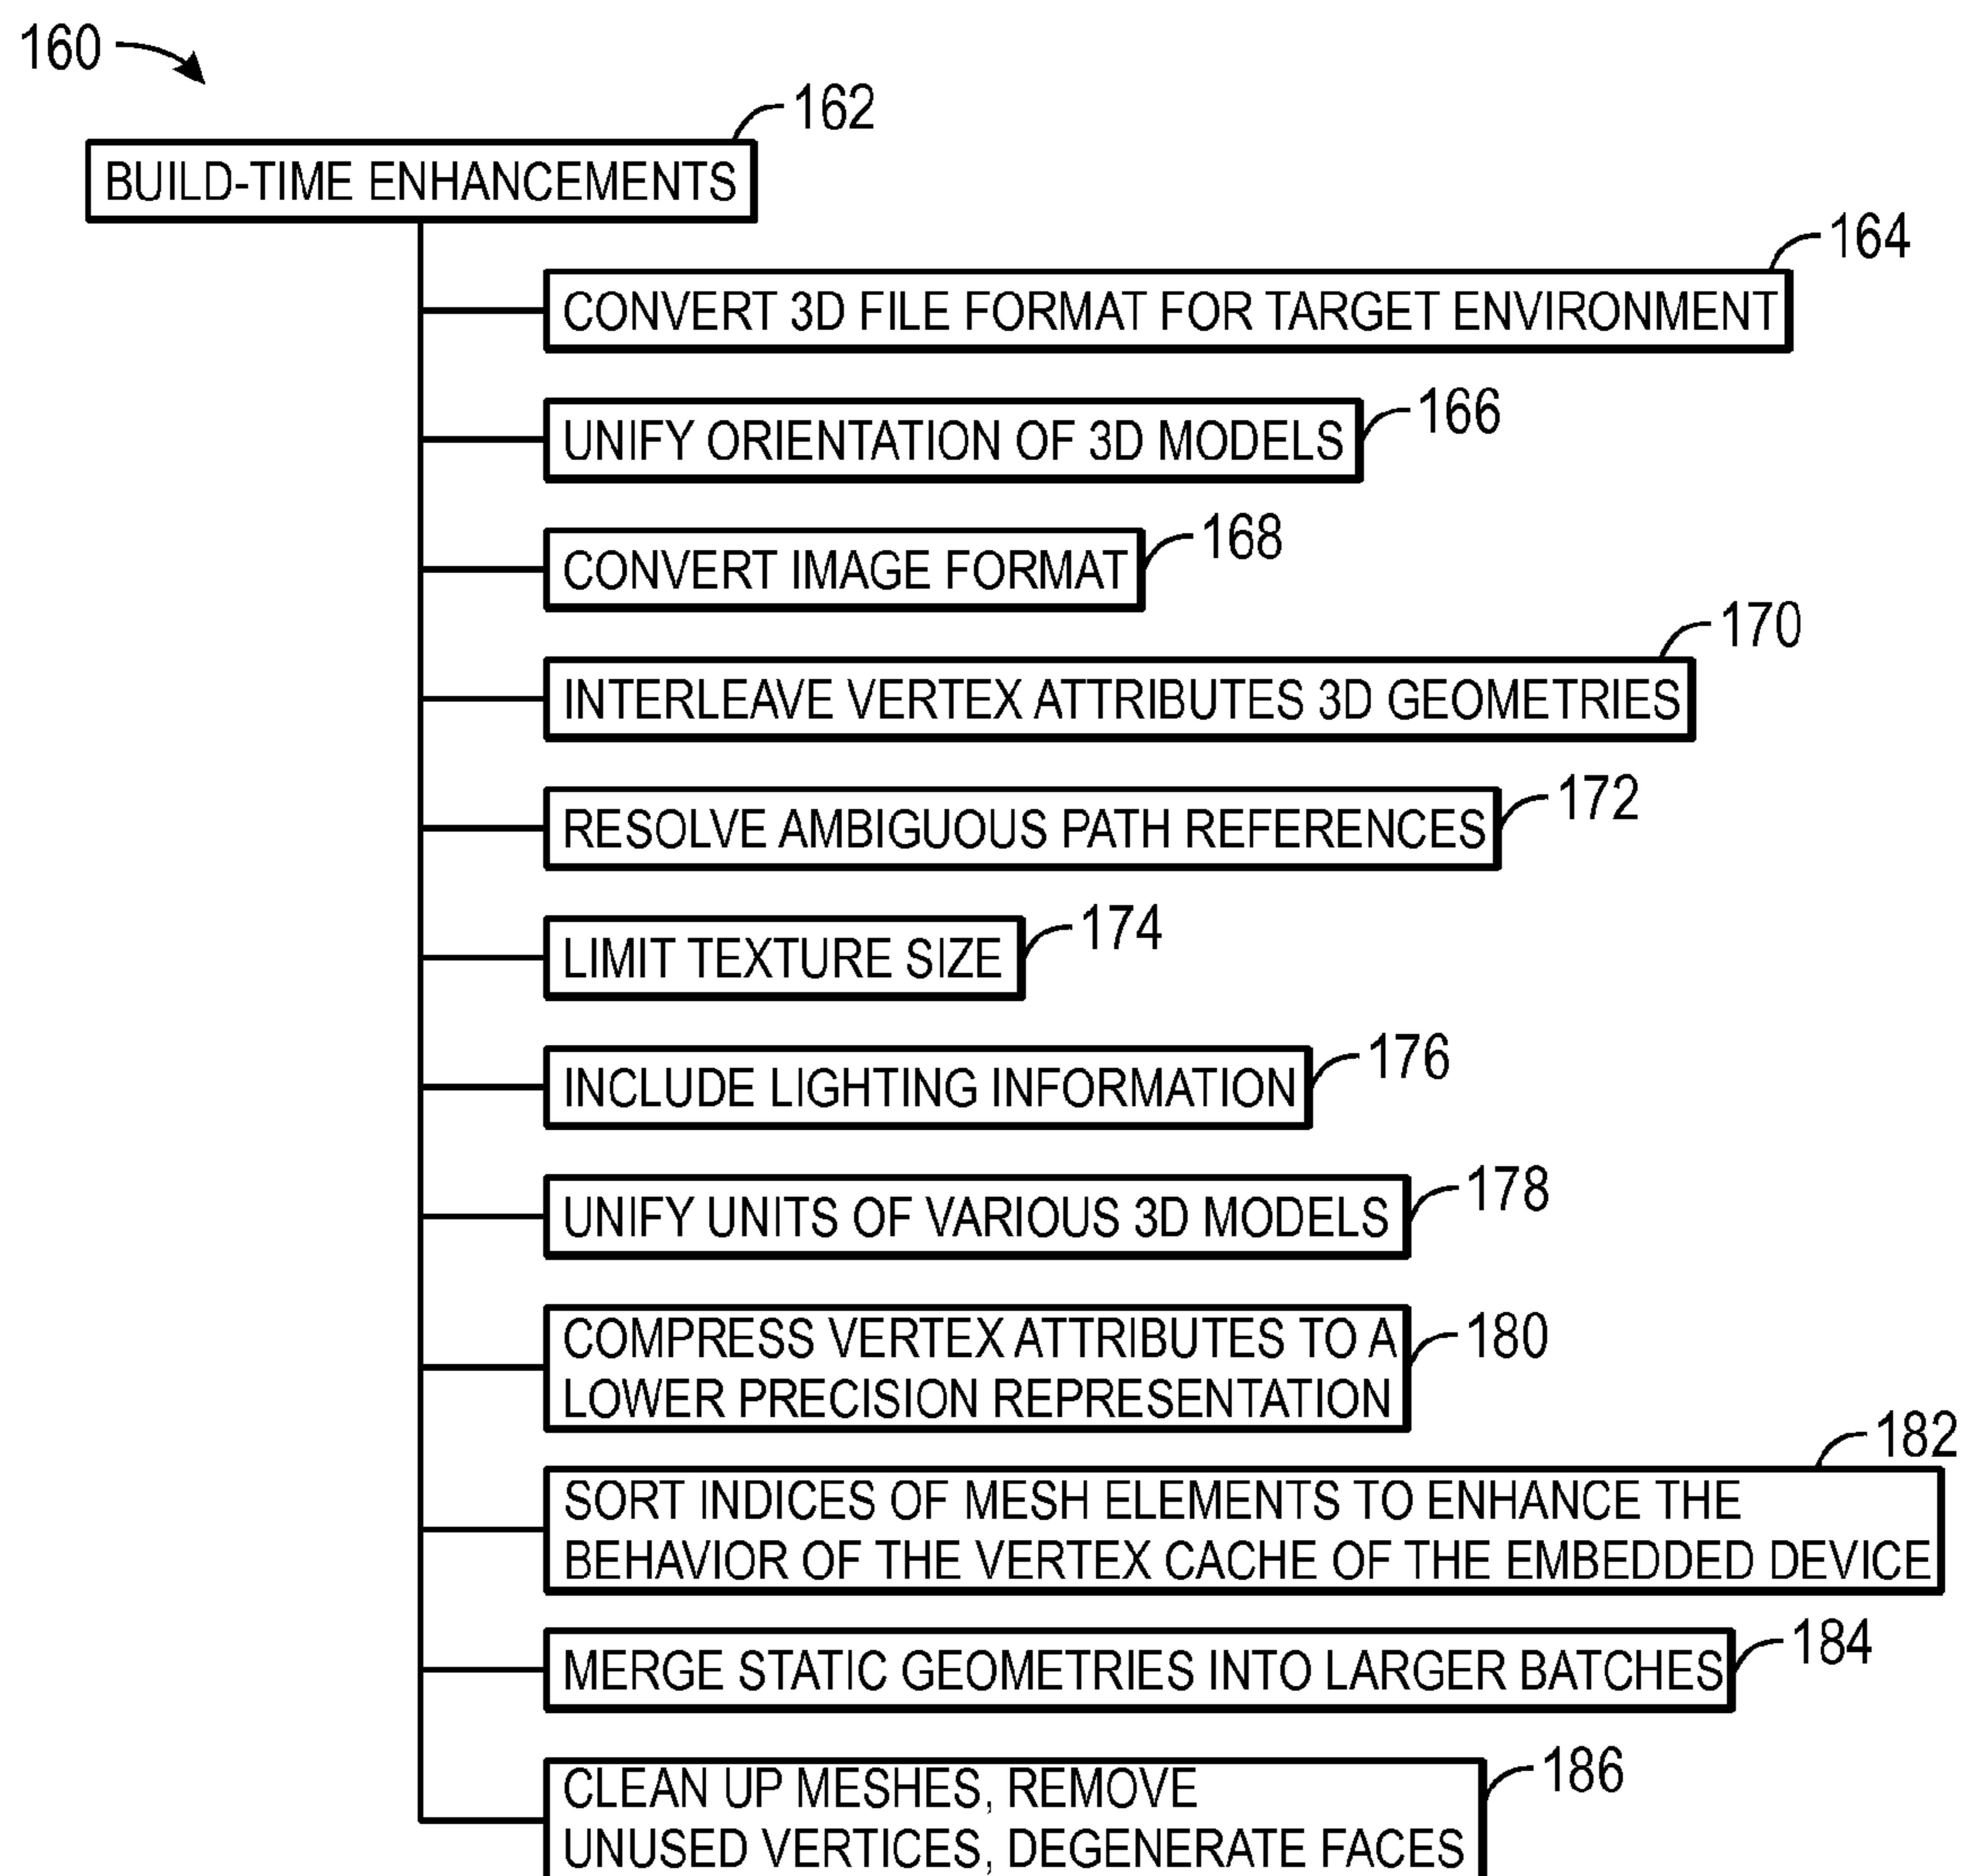 160
162
BUILD-TIME ENHANCEMENTS
164
CONVERT 3D FILE FORMAT FOR TARGET ENVIRONMENT
166
UNIFY ORIENTATION OF 3D MODELS
168
CONVERT IMAGE FORMAT
170
INTERLEAVE VERTEX ATTRIBUTES 3D GEOMETRIES
172
RESOLVE AMBIGUOUS PATH REFERENCES
174
LIMIT TEXTURE SIZE
176
INCLUDE LIGHTING INFORMATION
178
UNIFY UNITS OF VARIOUS 3D MODELS
180
COMPRESS VERTEX ATTRIBUTES TO A
LOWER PRECISION REPRESENTATION
182
SORT INDICES OF MESH ELEMENTS TO ENHANCE THE
BEHAVIOR OF THE VERTEX CACHE OF THE EMBEDDED DEVICE
184
MERGE STATIC GEOMETRIES INTO LARGER BATCHES
186
CLEAN UP MESHES, REMOVE
UNUSED VERTICES, DEGENERATE FACES